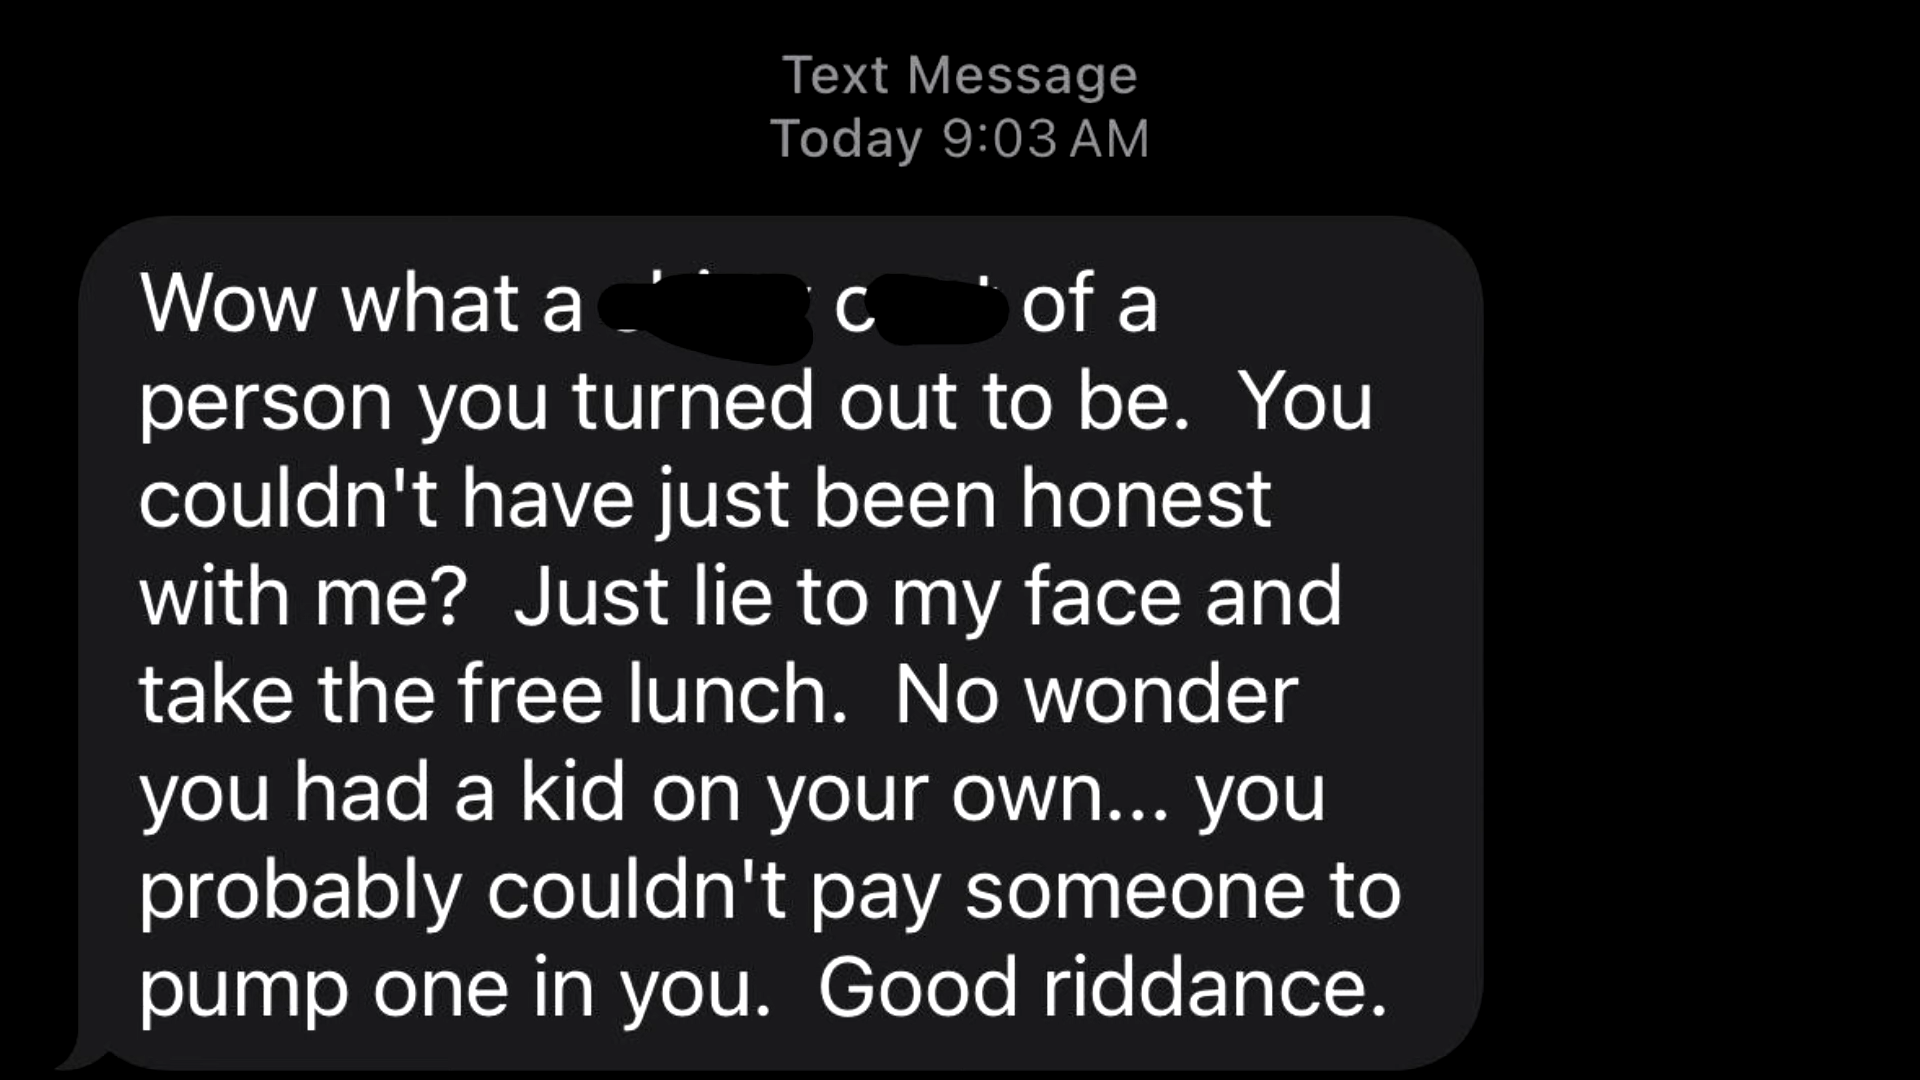 Text Message
Today 9:03 AM
Wow what a of a
person you turned out to be.  You
couldn't have just been honest
with me?  Just lie to my face and
take the free lunch.  No wonder
you had a kid on your own... you
probably couldn't pay someone to
pump one in you.  Good riddance.